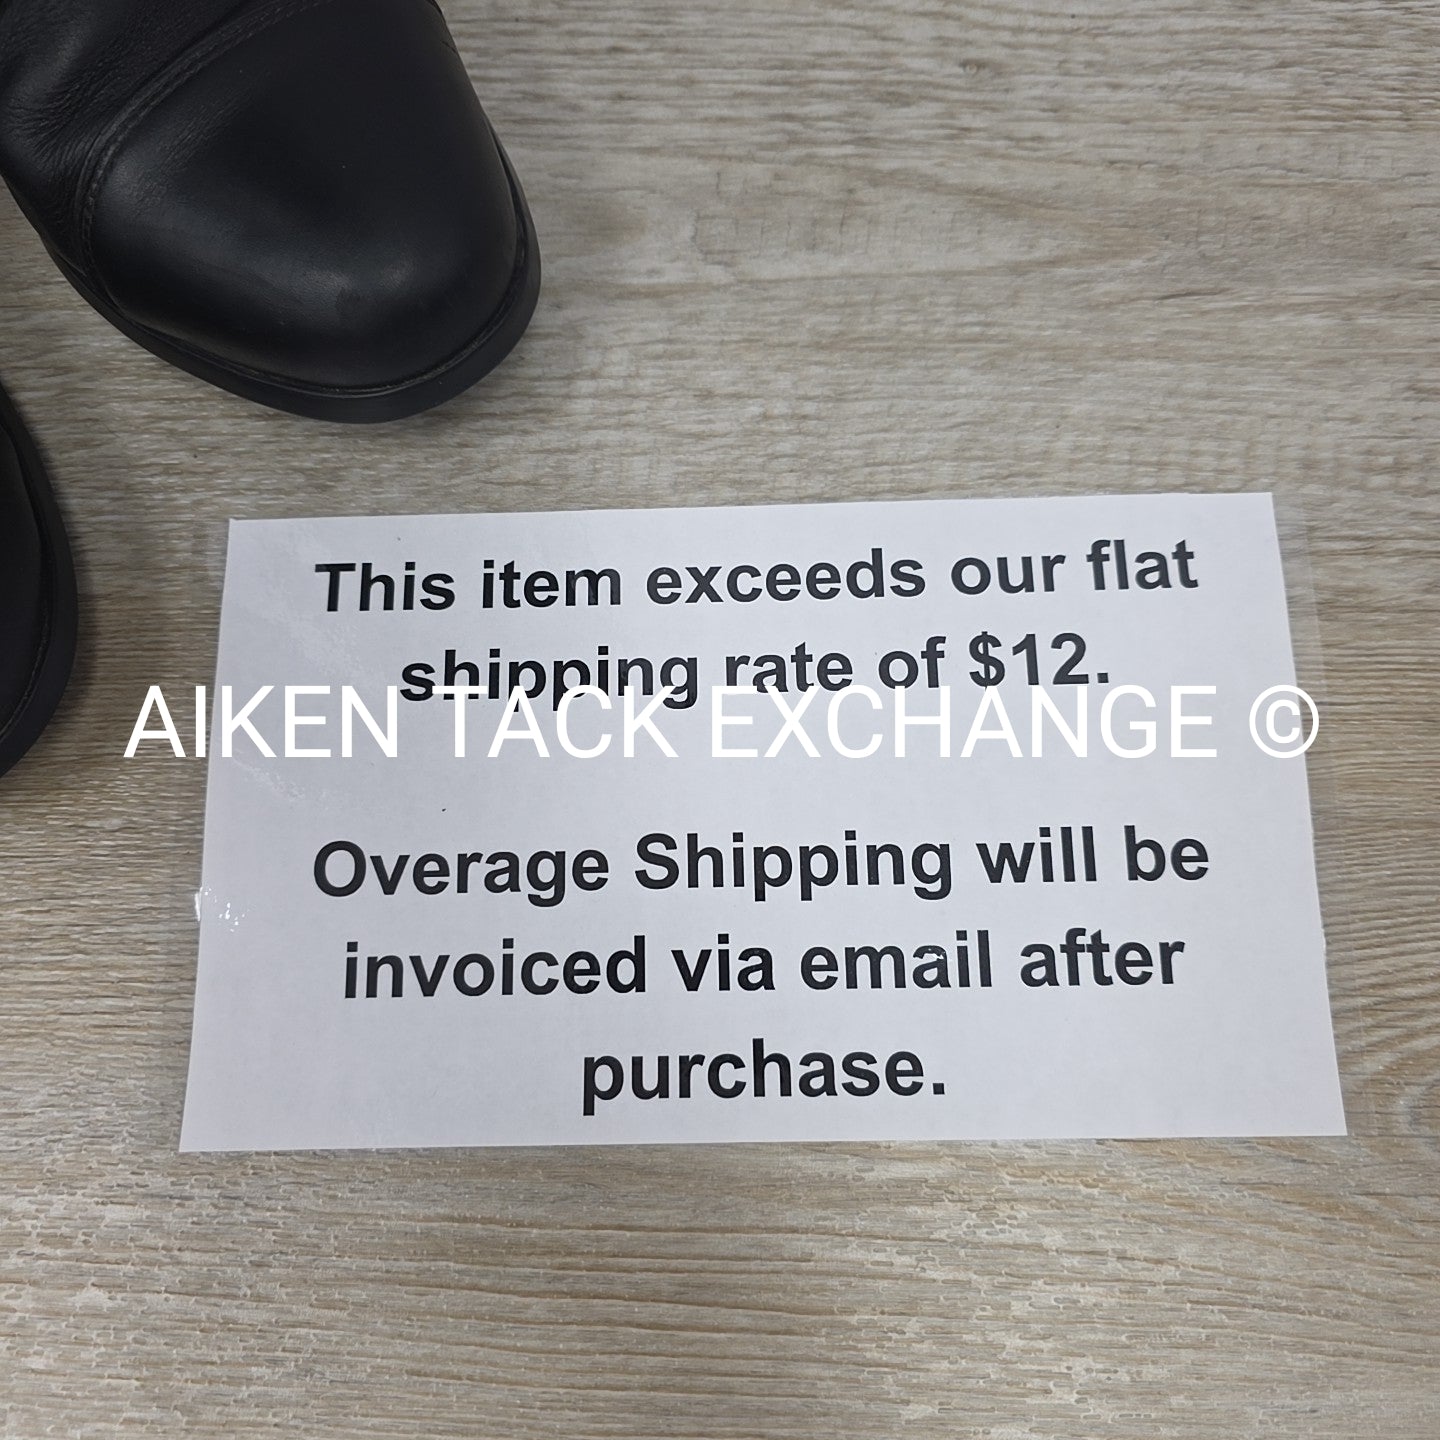 This item exceeds our flat
shipping rate of $12.
AIKEN TACK EXCHANGE ©
Overage Shipping will be
invoiced via email after
purchase.